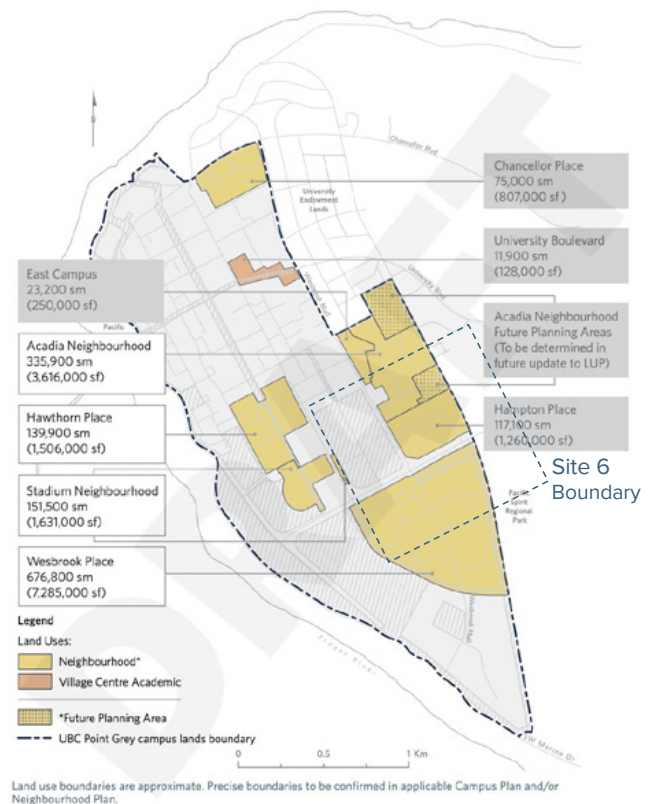 Chancellor Blvd
Chancellor Place
75,000 sm
(807,000 sf)
University
Endowment
Lands
University Boulevard
11,900 sm
(128,000 sf)
East Campus
23,200 sm
(250,000 sf)
Wesbrook Mall
University Blvd
Pacific
Acadia Neighbourhood
Future Planning Areas
(To be determined in
future update to LUP)
Acadia Neighbourhood
335,900 sm
(3,616,000 sf)
Hampton Place
117,100 sm
(1,260,000 sf)
Hawthorn Place
139,900 sm
(1,506,000 sf)
Site 6
Boundary
Stadium Neighbourhood
151,500 sm
(1,631,000 sf)
Pacific
Spirit
Regional
Park
Wesbrook Place
676,800 sm
(7,285,000 sf)
Wesbrook Mall
Legend
Land Uses:
Neighbourhood*
Village Centre Academic
*Future Planning Area
UBC Point Grey campus lands boundary
Fraser River
SW Marine Dr
0 0.5 1 Km
Land use boundaries are approximate. Precise boundaries to be confirmed in applicable Campus Plan and/or
Neighbourhood Plan.
DRAFT